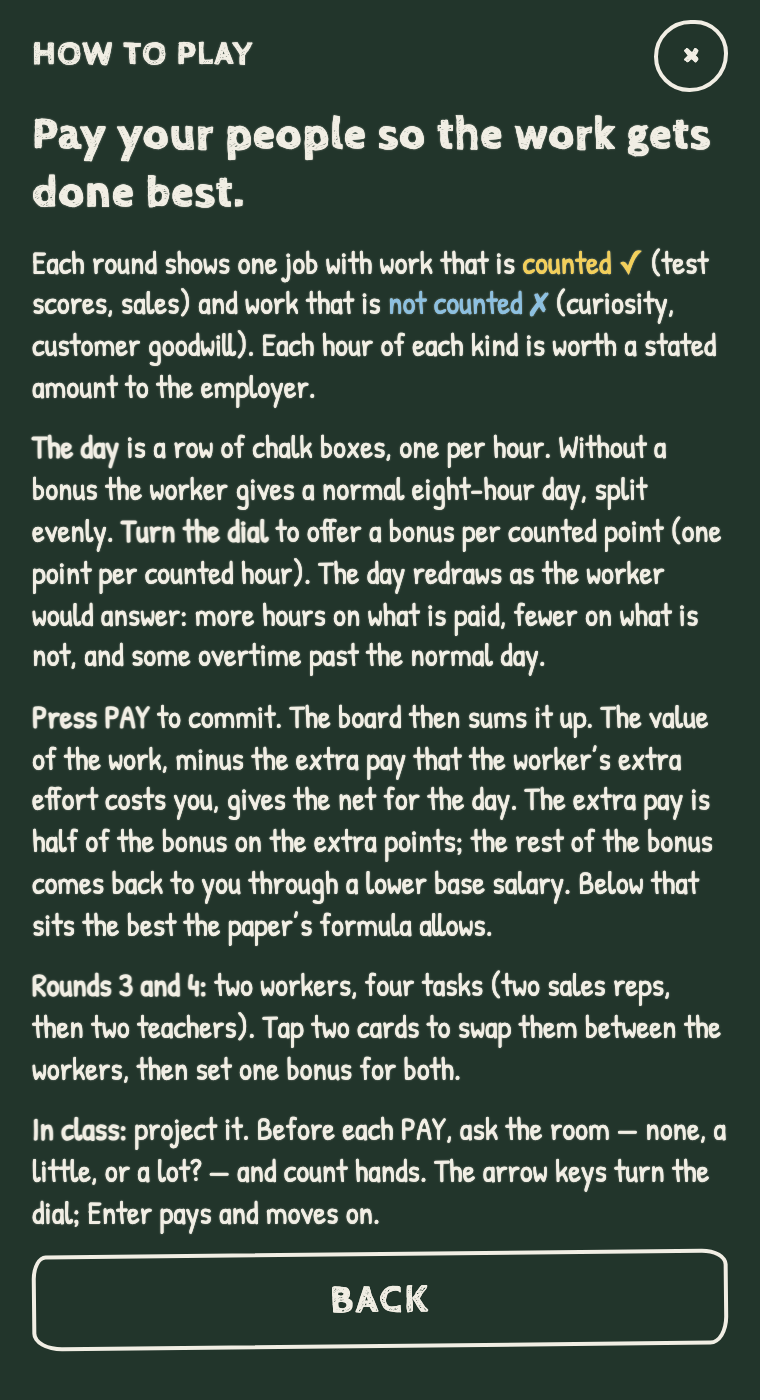 HOW TO PLAY
×
Pay your people so the work gets
done best.
Each round shows one job with work that is counted ✓ (test
scores, sales) and work that is not counted ✗ (curiosity,
customer goodwill). Each hour of each kind is worth a stated
amount to the employer.
The day is a row of chalk boxes, one per hour. Without a
bonus the worker gives a normal eight-hour day, split
evenly. Turn the dial to offer a bonus per counted point (one
point per counted hour). The day redraws as the worker
would answer: more hours on what is paid, fewer on what is
not, and some overtime past the normal day.
Press PAY to commit. The board then sums it up. The value
of the work, minus the extra pay that the worker's extra
effort costs you, gives the net for the day. The extra pay is
half of the bonus on the extra points; the rest of the bonus
comes back to you through a lower base salary. Below that
sits the best the paper's formula allows.
Rounds 3 and 4: two workers, four tasks (two sales reps,
then two teachers). Tap two cards to swap them between the
workers, then set one bonus for both.
In class: project it. Before each PAY, ask the room — none, a
little, or a lot? — and count hands. The arrow keys turn the
dial; Enter pays and moves on.
BACK